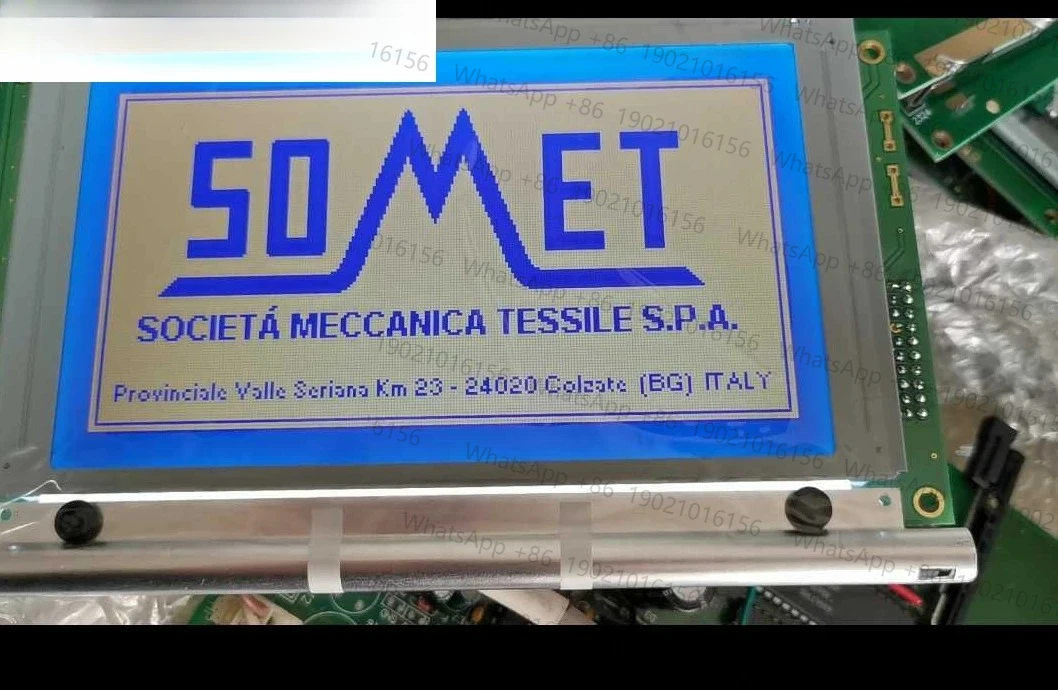 SOMET
SOCIETÁ MECCANICA TESSILE S.P.A.
Provinciale Valle Seriana Km 23 - 24020 Colzate (BG) ITALY
WhatsApp +86 19021016156